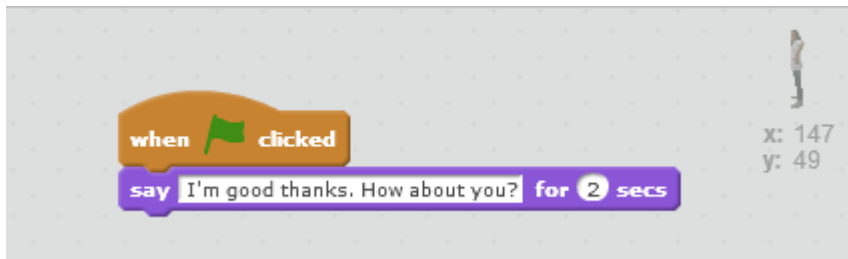 when clicked
say I'm good thanks. How about you? for 2 secs
x: 147
y: 49